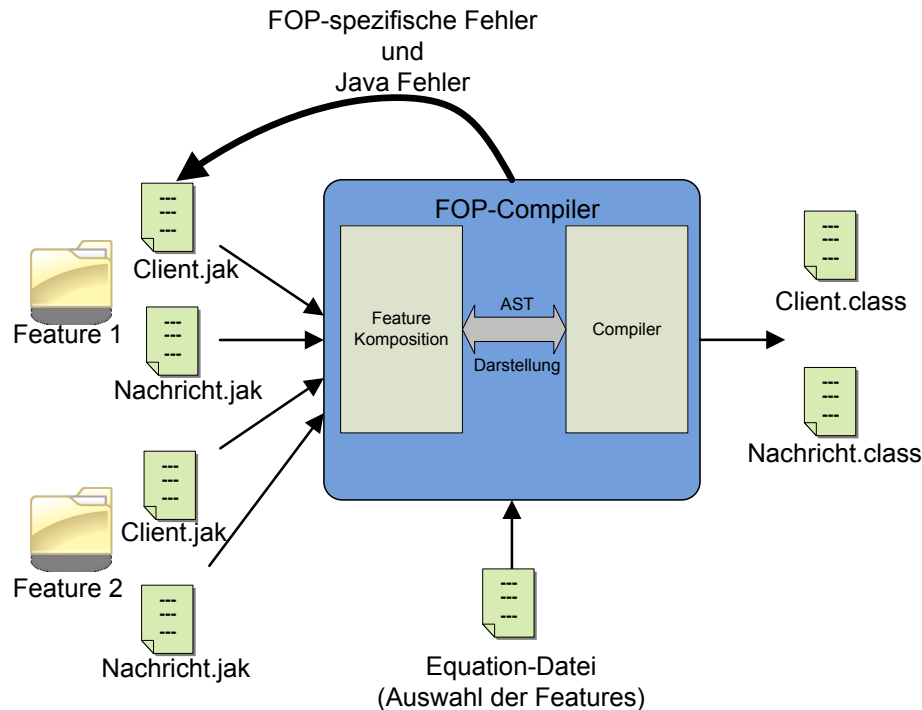 FOP-spezifische Fehler
und
Java Fehler
---
---
---
Client.jak
Feature 1
---
---
---
Nachricht.jak
---
---
---
Client.jak
Feature 2
---
---
---
Nachricht.jak
FOP-Compiler
Feature
Komposition
AST
Darstellung
Compiler
---
---
---
Client.class
---
---
---
Nachricht.class
---
---
---
Equation-Datei
(Auswahl der Features)